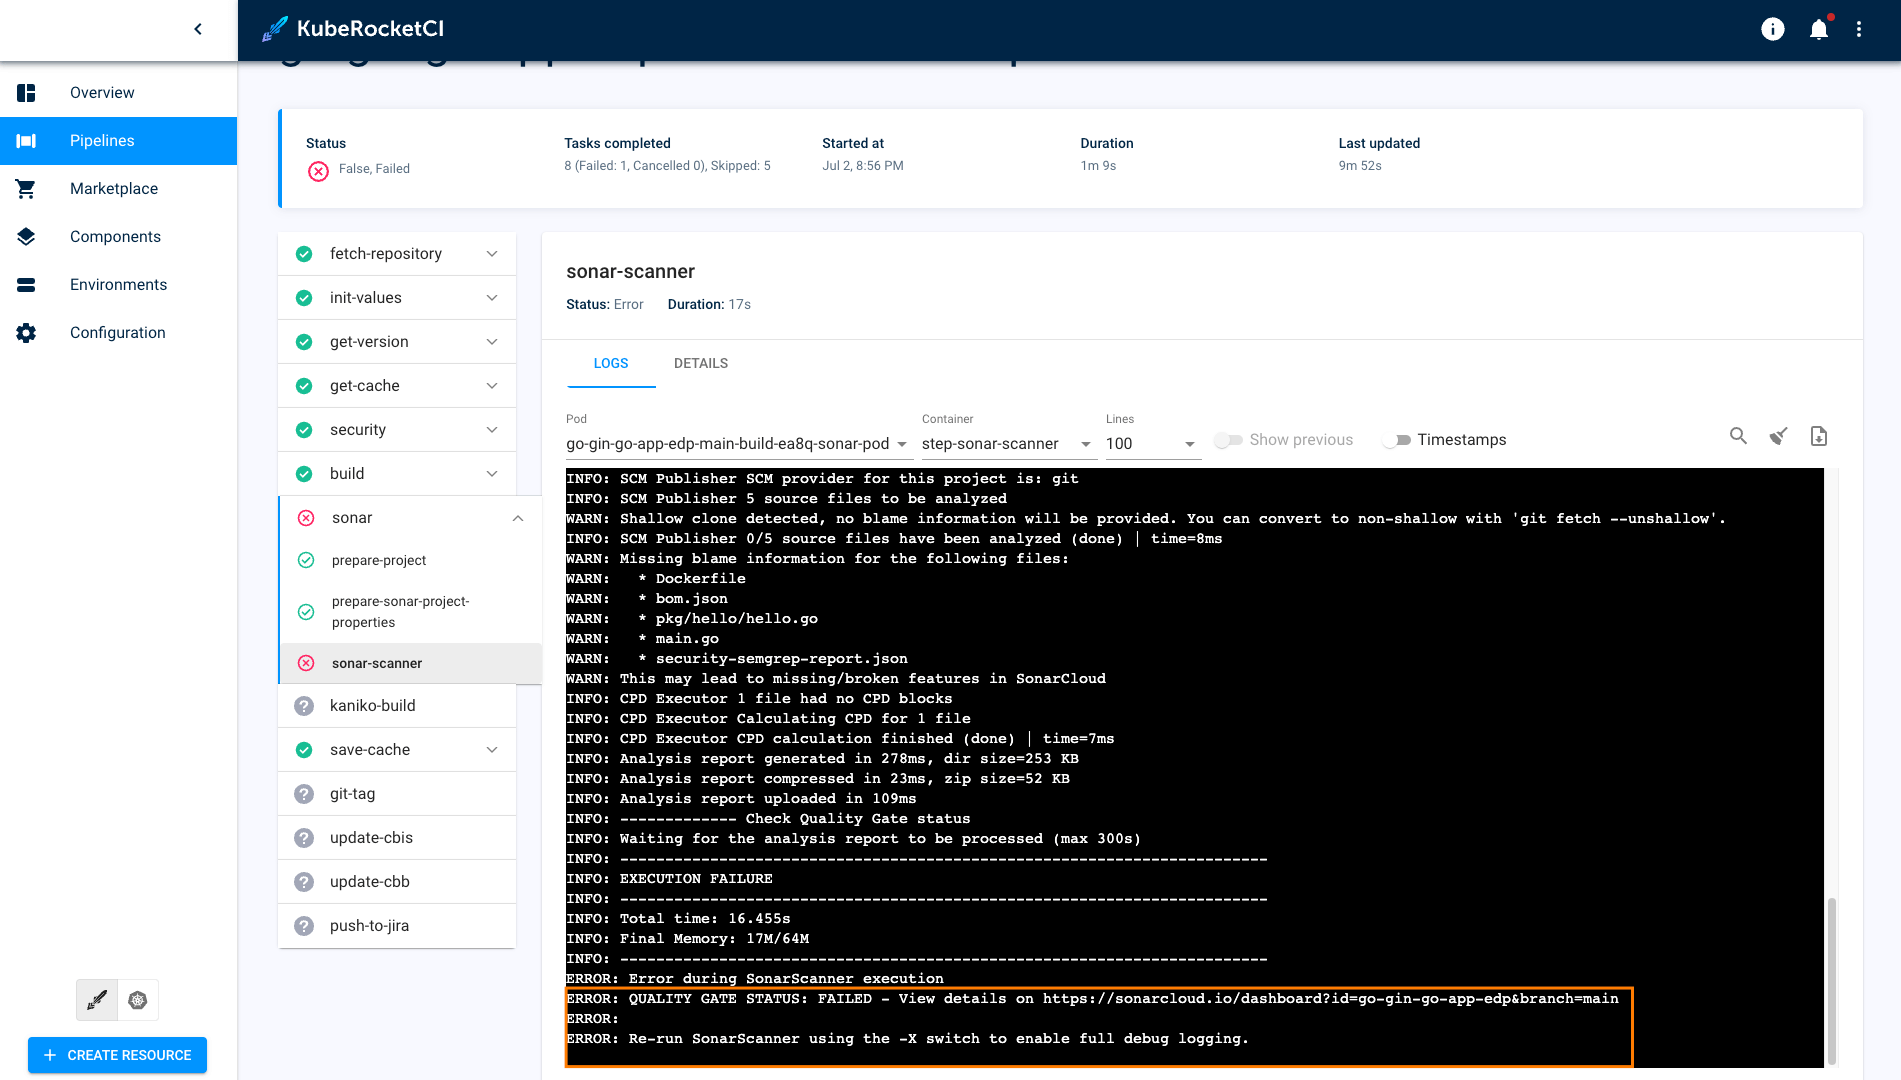 KubeRocketCI
Overview
Pipelines
Marketplace
Components
Environments
Configuration
CREATE RESOURCE
Status
False, Failed
Tasks completed
8 (Failed: 1, Cancelled 0), Skipped: 5
Started at
Jul 2, 8:56 PM
Duration
1m 9s
Last updated
9m 52s
fetch-repository
init-values
get-version
get-cache
security
build
sonar
prepare-project
prepare-sonar-project-
properties
sonar-scanner
kaniko-build
save-cache
git-tag
update-cbis
update-cbb
push-to-jira
sonar-scanner
Status: Error Duration: 17s
LOGS DETAILS
Pod Container Lines
go-gin-go-app-edp-main-build-ea8q-sonar-pod step-sonar-scanner 100 Show previous Timestamps
INFO: SCM Publisher SCM provider for this project is: git
INFO: SCM Publisher 5 source files to be analyzed
WARN: Shallow clone detected, no blame information will be provided. You can convert to non-shallow with 'git fetch --unshallow'.
INFO: SCM Publisher 0/5 source files have been analyzed (done) | time=8ms
WARN: Missing blame information for the following files:
WARN:   * Dockerfile
WARN:   * bom.json
WARN:   * pkg/hello/hello.go
WARN:   * main.go
WARN:   * security-semgrep-report.json
WARN: This may lead to missing/broken features in SonarCloud
INFO: CPD Executor 1 file had no CPD blocks
INFO: CPD Executor Calculating CPD for 1 file
INFO: CPD Executor CPD calculation finished (done) | time=7ms
INFO: Analysis report generated in 278ms, dir size=253 KB
INFO: Analysis report compressed in 23ms, zip size=52 KB
INFO: Analysis report uploaded in 109ms
INFO: ------------- Check Quality Gate status
INFO: Waiting for the analysis report to be processed (max 300s)
INFO: ------------------------------------------------------------------------
INFO: EXECUTION FAILURE
INFO: ------------------------------------------------------------------------
INFO: Total time: 16.455s
INFO: Final Memory: 17M/64M
INFO: ------------------------------------------------------------------------
ERROR: Error during SonarScanner execution
ERROR: QUALITY GATE STATUS: FAILED - View details on https://sonarcloud.io/dashboard?id=go-gin-go-app-edp&branch=main
ERROR:
ERROR: Re-run SonarScanner using the -X switch to enable full debug logging.